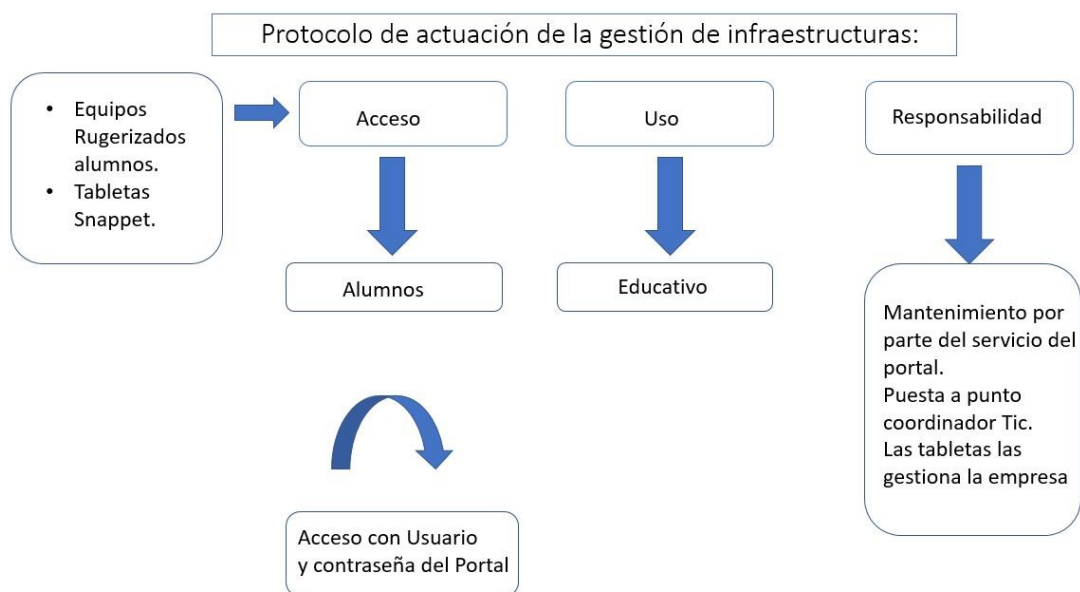 Protocolo de actuación de la gestión de infraestructuras:
• Equipos
Rugerizados
alumnos.
• Tabletas
Snappet.
Acceso
Uso
Responsabilidad
Alumnos
Educativo
Mantenimiento por
parte del servicio del
portal.
Puesta a punto
coordinador Tic.
Las tabletas las
gestiona la empresa
Acceso con Usuario
y contraseña del Portal